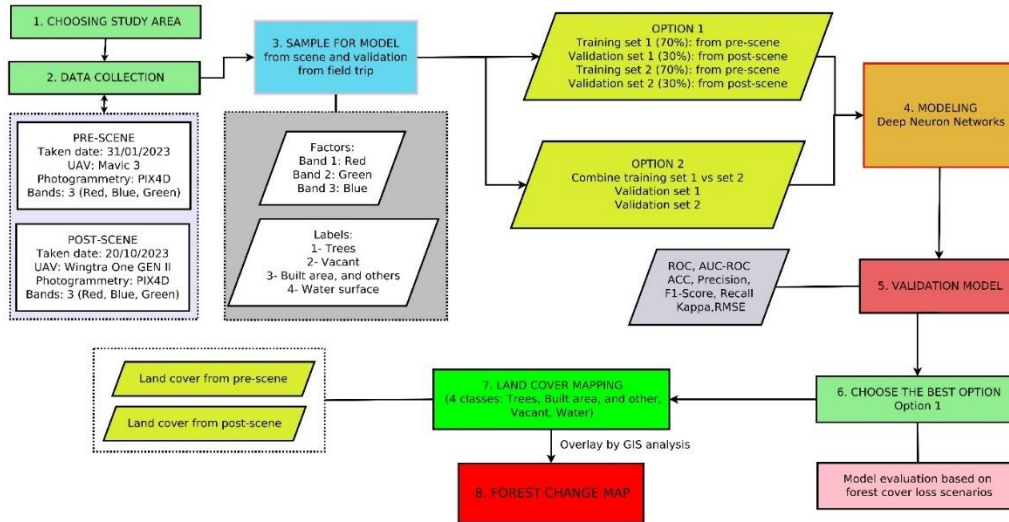 1. CHOOSING STUDY AREA
2. DATA COLLECTION
PRE-SCENE
Taken date: 31/01/2023
UAV: Mavic 3
Photogrammetry: PIX4D
Bands: 3 (Red, Blue, Green)
POST-SCENE
Taken date: 20/10/2023
UAV: Wingtra One GEN II
Photogrammetry: PIX4D
Bands: 3 (Red, Blue, Green)
3. SAMPLE FOR MODEL
from scene and validation
from field trip
Factors:
Band 1: Red
Band 2: Green
Band 3: Blue
Labels:
1- Trees
2- Vacant
3- Built area, and others
4- Water surface
OPTION 1
Training set 1 (70%): from pre-scene
Validation set 1 (30%): from post-scene
Training set 2 (70%): from pre-scene
Validation set 2 (30%): from post-scene
OPTION 2
Combine training set 1 vs set 2
Validation set 1
Validation set 2
4. MODELING
Deep Neuron Networks
ROC, AUC-ROC
ACC, Precision,
F1-Score, Recall
Kappa,RMSE
5. VALIDATION MODEL
6. CHOOSE THE BEST OPTION
Option 1
Model evaluation based on
forest cover loss scenarios
7. LAND COVER MAPPING
(4 classes: Trees, Built area, and other,
Vacant, Water)
Land cover from pre-scene
Land cover from post-scene
Overlay by GIS analysis
8. FOREST CHANGE MAP